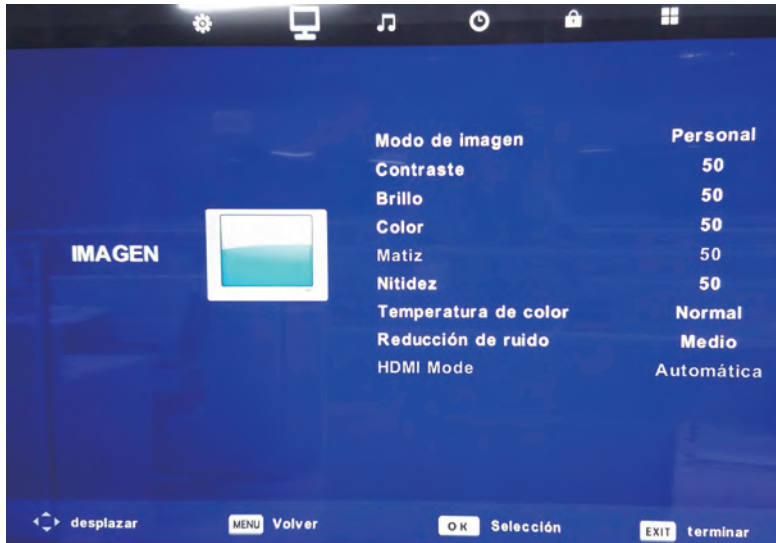 Modo de imagen Personal
Contraste 50
Brillo 50
Color 50
IMAGEN
Matiz 50
Nitidez 50
Temperatura de color Normal
Reducción de ruido Medio
HDMI Mode Automática
desplazar MENU Volver OK Selección EXIT terminar